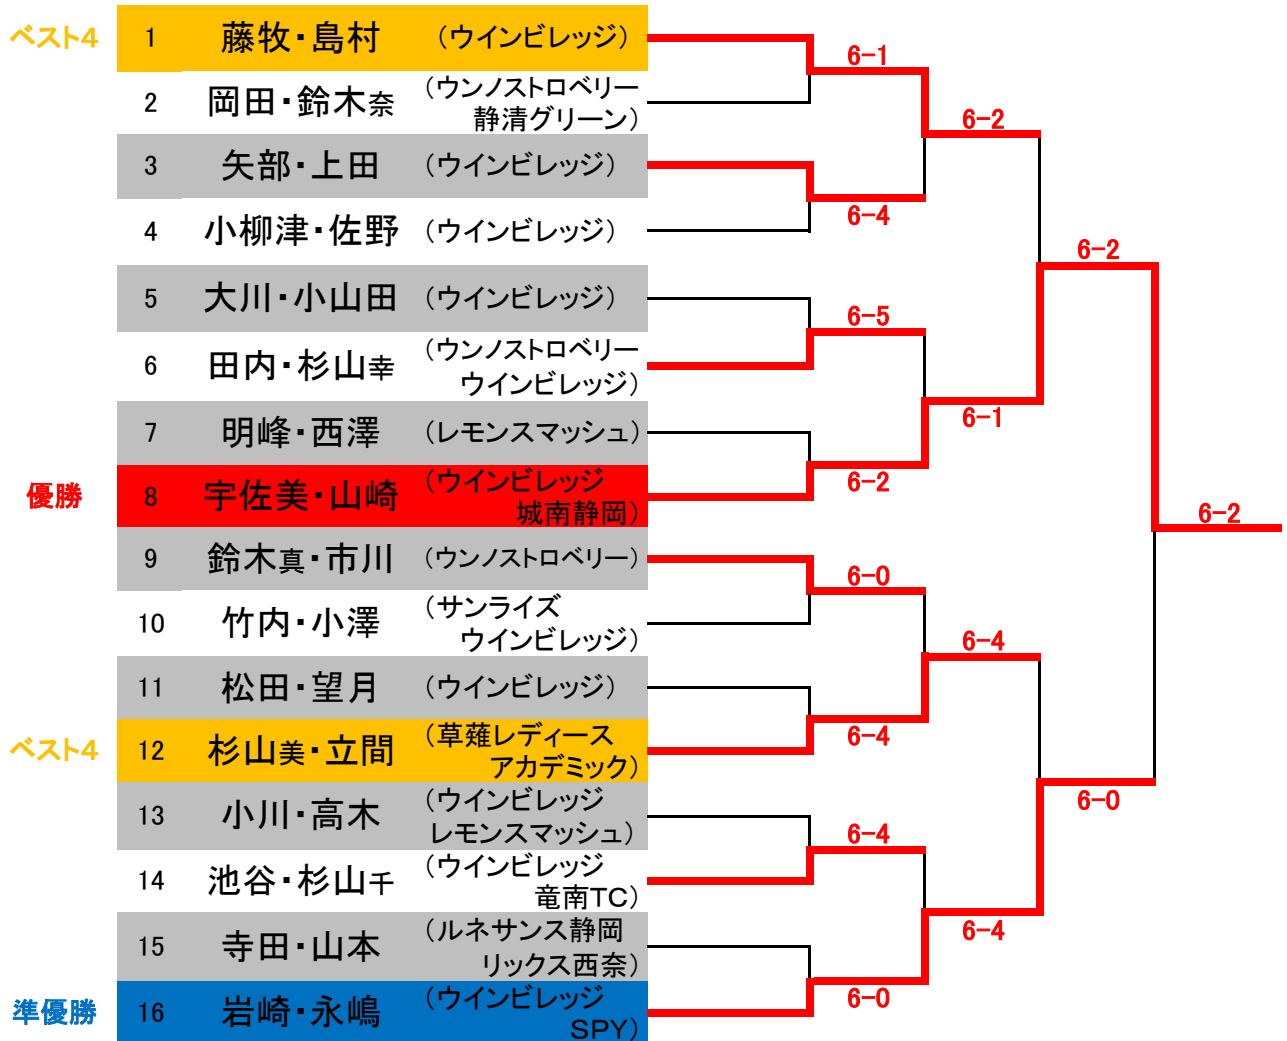 ベスト4 1 藤牧・島村 （ウインビレッジ）
2 岡田・鈴木奈 （ウンノストロベリー
静清グリーン）
3 矢部・上田 （ウインビレッジ）
4 小柳津・佐野 （ウインビレッジ）
5 大川・小山田 （ウインビレッジ）
6 田内・杉山幸 （ウンノストロベリー
ウインビレッジ）
7 明峰・西澤 （レモンスマッシュ）
優勝 8 宇佐美・山崎 （ウインビレッジ
城南静岡）
9 鈴木真・市川 （ウンノストロベリー）
10 竹内・小澤 （サンライズ
ウインビレッジ）
11 松田・望月 （ウインビレッジ）
ベスト4 12 杉山美・立間 （草薙レディース
アカデミック）
13 小川・高木 （ウインビレッジ
レモンスマッシュ）
14 池谷・杉山千 （ウインビレッジ
竜南TC）
15 寺田・山本 （ルネサンス静岡
リックス西奈）
準優勝 16 岩崎・永嶋 （ウインビレッジ
SPY）
6-1
6-4
6-5
6-2
6-0
6-4
6-4
6-0
6-2
6-1
6-4
6-4
6-2
6-0
6-2